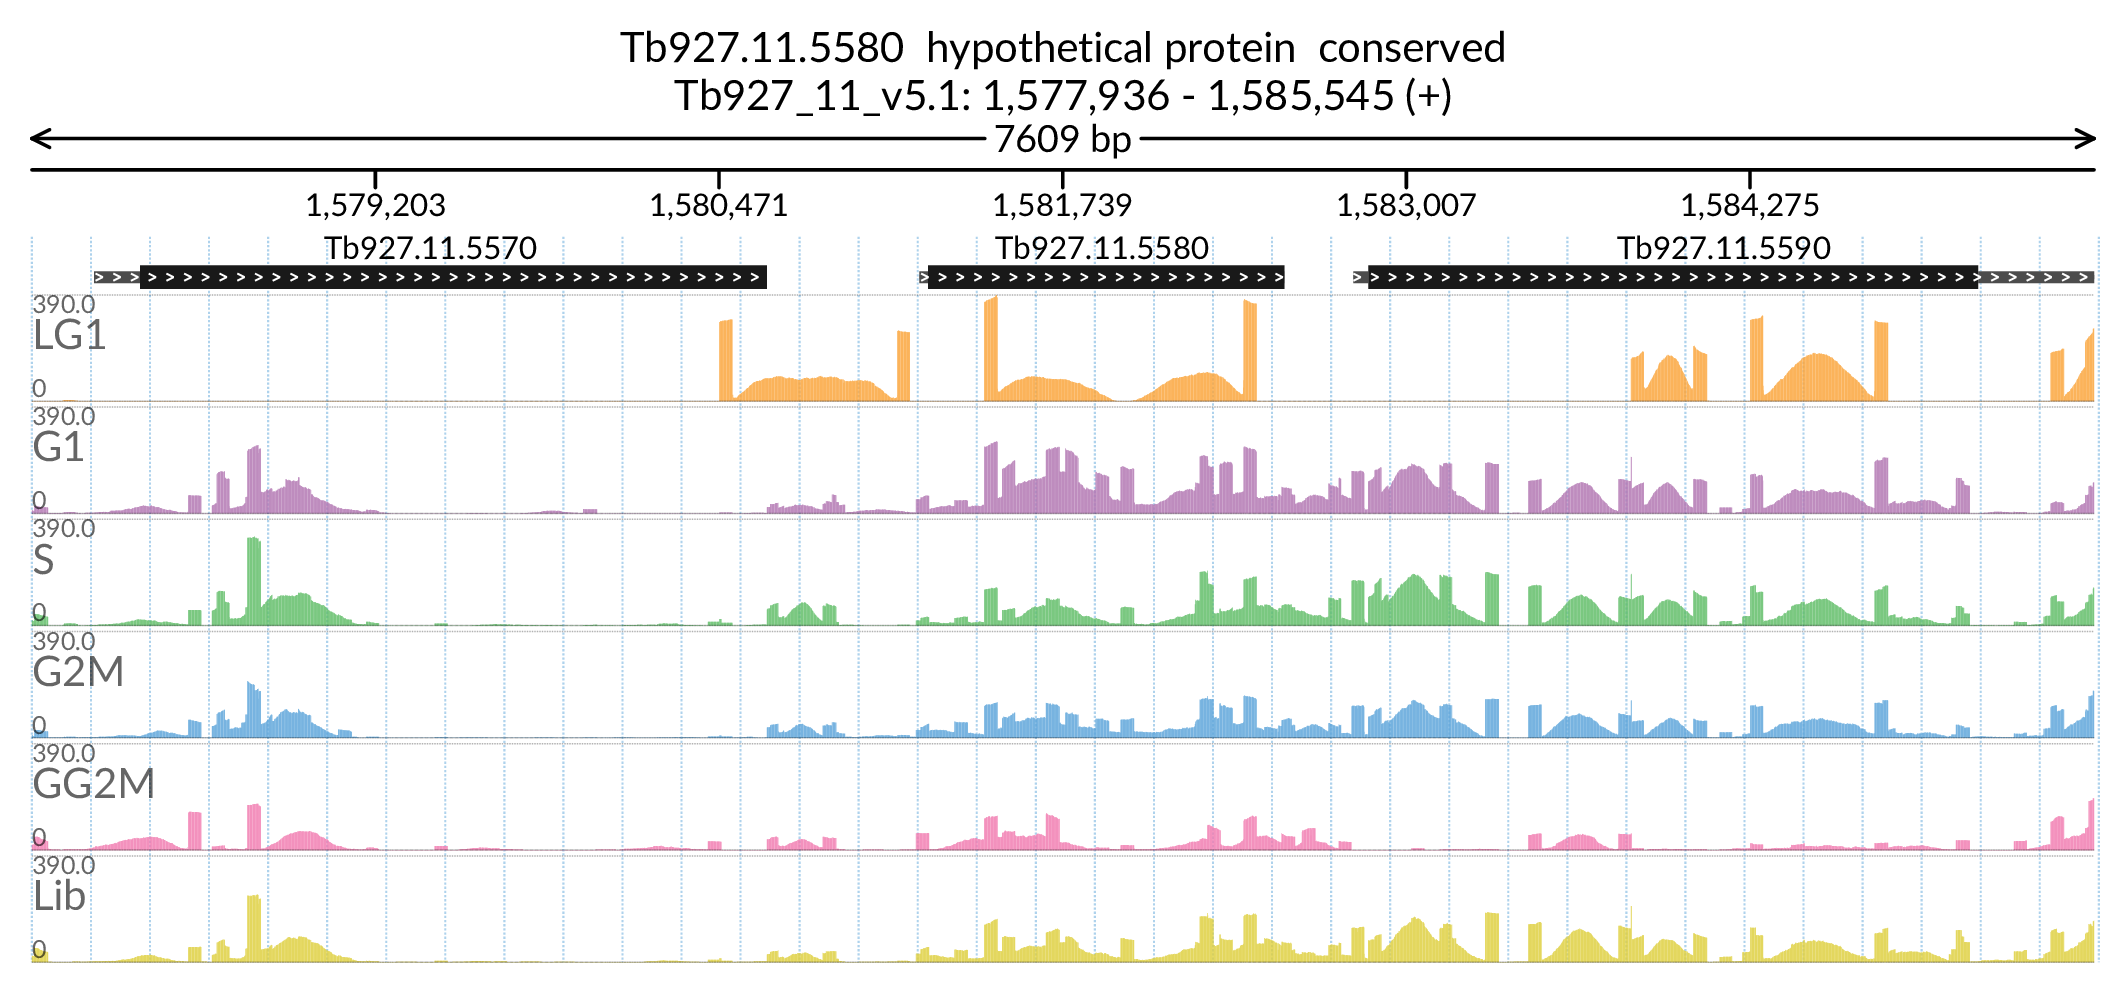 Tb927.11.5580 hypothetical protein conserved
Tb927_11_v5.1: 1,577,936 - 1,585,545 (+)
7609 bp
1,579,203 1,580,471 1,581,739 1,583,007 1,584,275
Tb927.11.5570 Tb927.11.5580 Tb927.11.5590
390.0
LG1
0
390.0
G1
0
390.0
S
0
390.0
G2M
0
390.0
GG2M
0
390.0
Lib
0